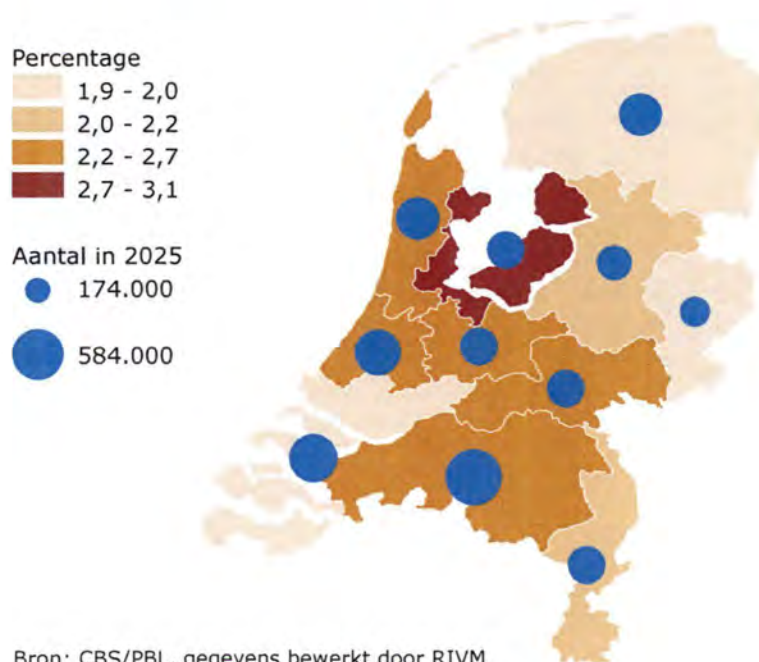 Percentage
1,9 - 2,0
2,0 - 2,2
2,2 - 2,7
2,7 - 3,1
Aantal in 2025
174.000
584.000
Bron: CBS/PBL, gegevens bewerkt door RIVM